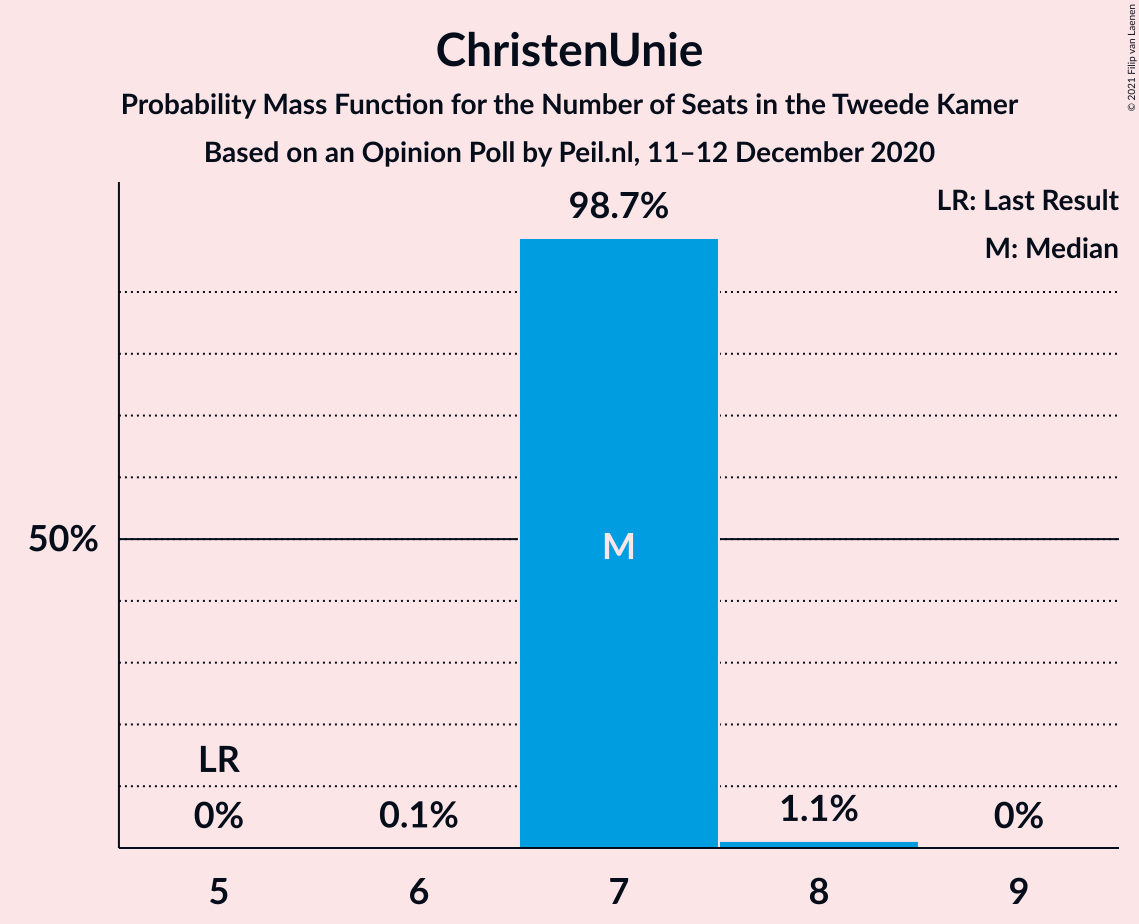 ChristenUnie
Probability Mass Function for the Number of Seats in the Tweede Kamer
Based on an Opinion Poll by Peil.nl, 11–12 December 2020
© 2021 Filip van Laenen
LR: Last Result
M: Median
98.7%
50%
M
LR
0%
0.1%
1.1%
0%
5 6 7 8 9